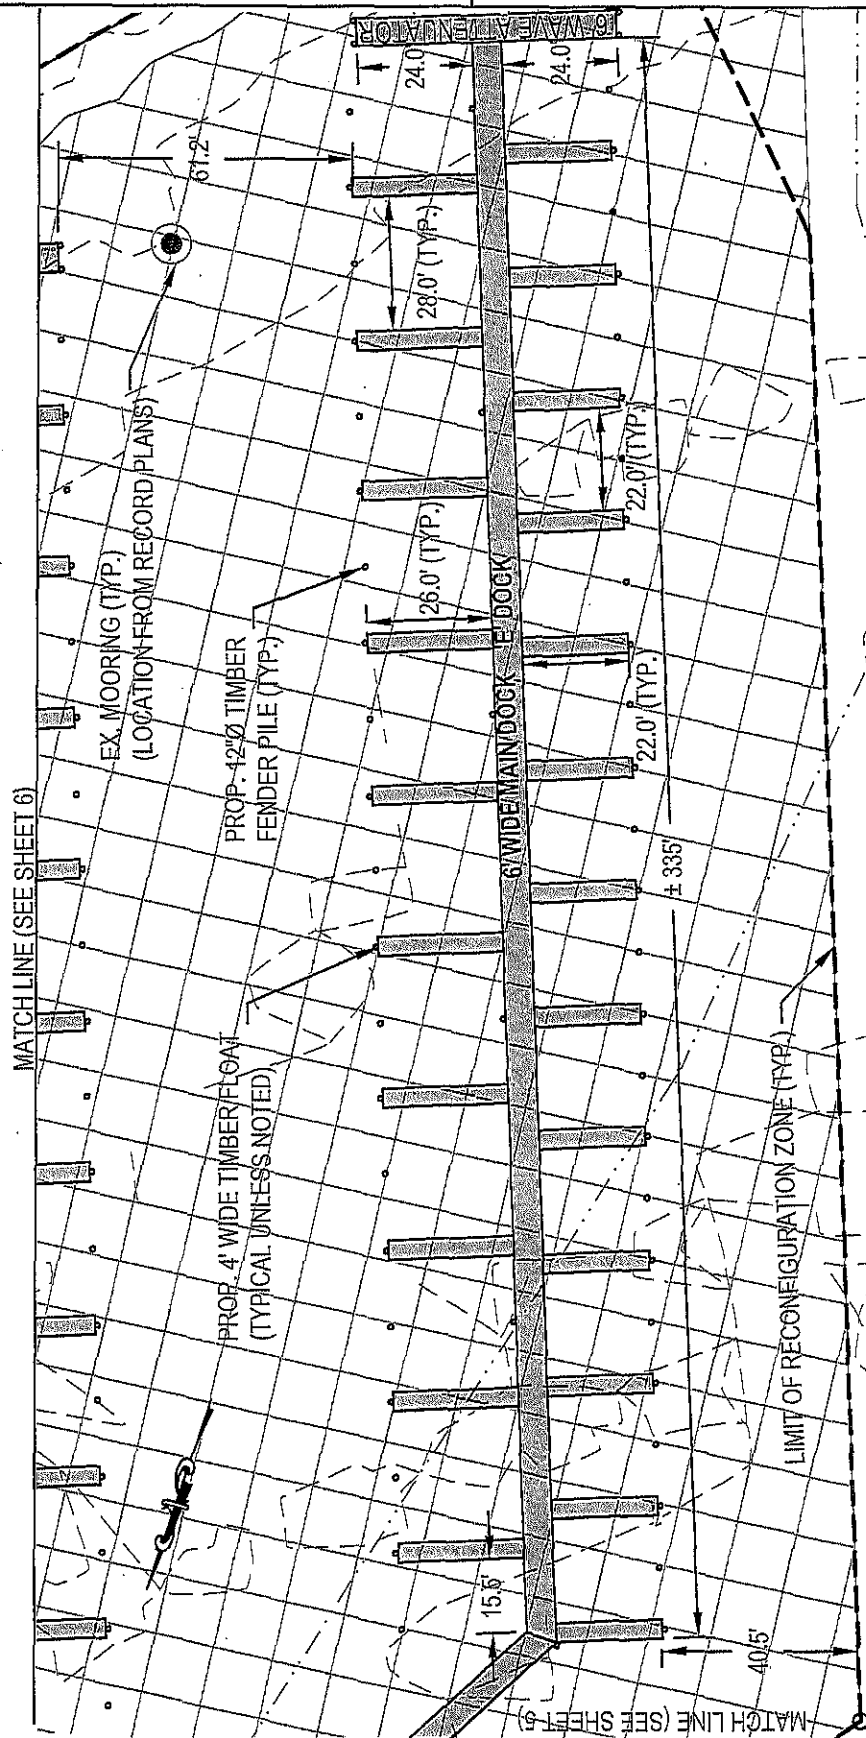 MATCH LINE (SEE SHEET 6)
6' WAVE ATTENUATOR
24.0'
24.0'
61.2'
28.0' (TYP.)
EX. MOORING (TYP.)
(LOCATION FROM RECORD PLANS)
22.0' (TYP.)
26.0' (TYP.)
PROP. 12"Ø TIMBER
FENDER PILE (TYP.)
6' WIDE MAIN DOCK
DOCK
22.0' (TYP.)
± 335'
PROP. 4' WIDE TIMBER FLOAT
(TYPICAL UNLESS NOTED)
LIMIT OF RECONFIGURATION ZONE (TYP.)
15.5'
40.5'
MATCH LINE (SEE SHEET 5)